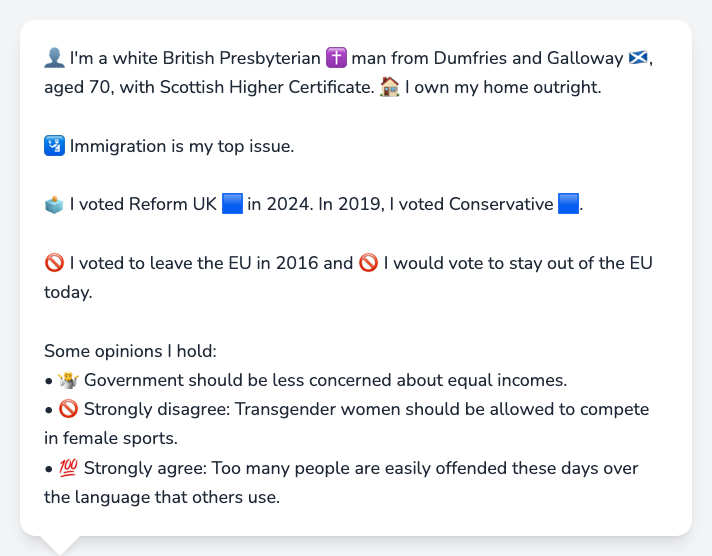 👤 I'm a white British Presbyterian ✝️ man from Dumfries and Galloway 🏴󠁧󠁢󠁳󠁣󠁴󠁿,
aged 70, with Scottish Higher Certificate. 🏠 I own my home outright.
🛂 Immigration is my top issue.
🗳️ I voted Reform UK 🟦 in 2024. In 2019, I voted Conservative 🟦.
🚫 I voted to leave the EU in 2016 and 🚫 I would vote to stay out of the EU
today.
Some opinions I hold:
• 🤷 Government should be less concerned about equal incomes.
• 🚫 Strongly disagree: Transgender women should be allowed to compete
in female sports.
• 💯 Strongly agree: Too many people are easily offended these days over
the language that others use.